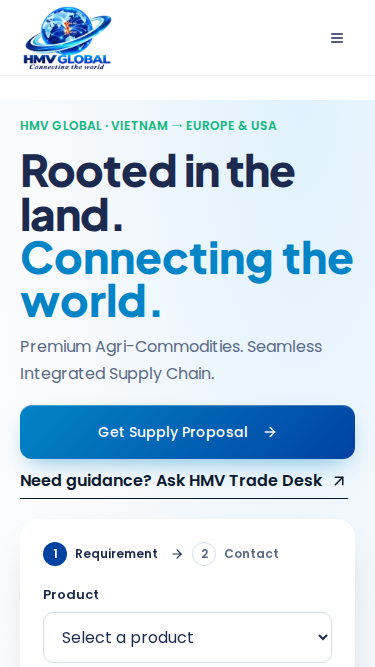 HMV GLOBAL
Connecting the world
HMV GLOBAL · VIETNAM → EUROPE & USA
Rooted in the
land.
Connecting the
world.
Premium Agri-Commodities. Seamless
Integrated Supply Chain.
Get Supply Proposal →
Need guidance? Ask HMV Trade Desk ↗
1 Requirement → 2 Contact
Product
Select a product